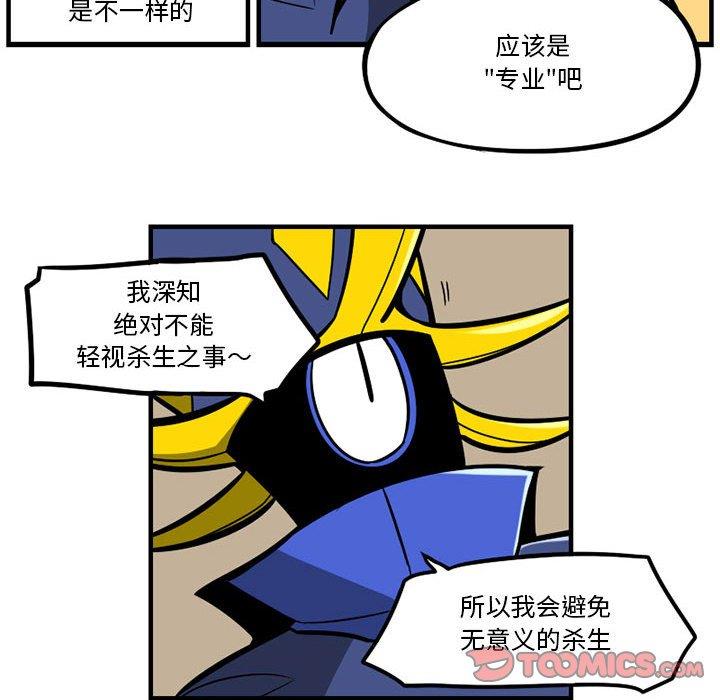 是不一样的
应该是
"专业"吧
我深知
绝对不能
轻视杀生之事～
所以我会避免
无意义的杀生
TOOMICS.COM